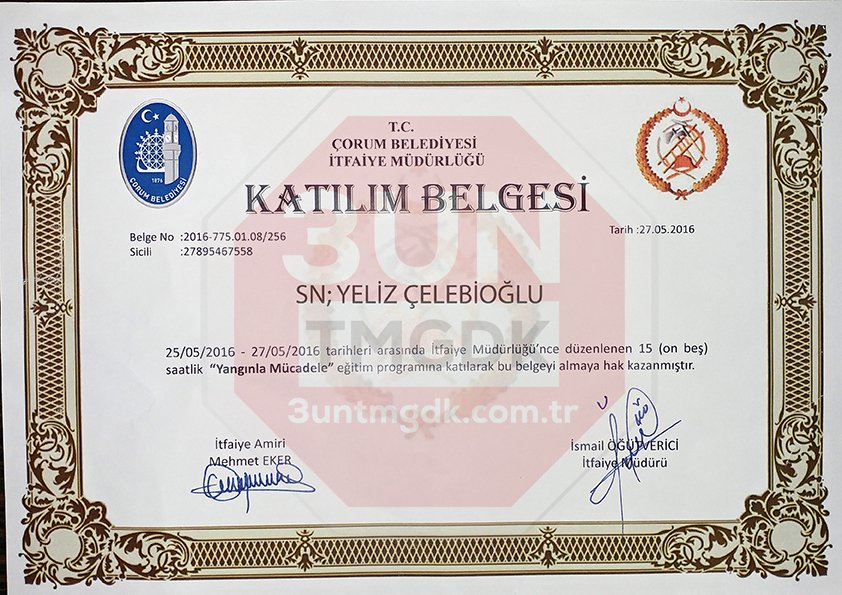 T.C.
ÇORUM BELEDİYESİ
İTFAİYE MÜDÜRLÜĞÜ
KATILIM BELGESİ
1876
ÇORUM BELEDİYESİ
Belge No :2016-775.01.08/256
Tarih :27.05.2016
Sicili :27895467558
3UN
SN; YELİZ ÇELEBİOĞLU
TMGDK
25/05/2016 - 27/05/2016 tarihleri arasında İtfaiye Müdürlüğü'nce düzenlenen 15 (on beş)
saatlik "Yangınla Mücadele" eğitim programına katılarak bu belgeyi almaya hak kazanmıştır.
3untmgdk.com.tr
İtfaiye Amiri
Mehmet EKER
İsmail ÖĞÜTVERİCİ
İtfaiye Müdürü